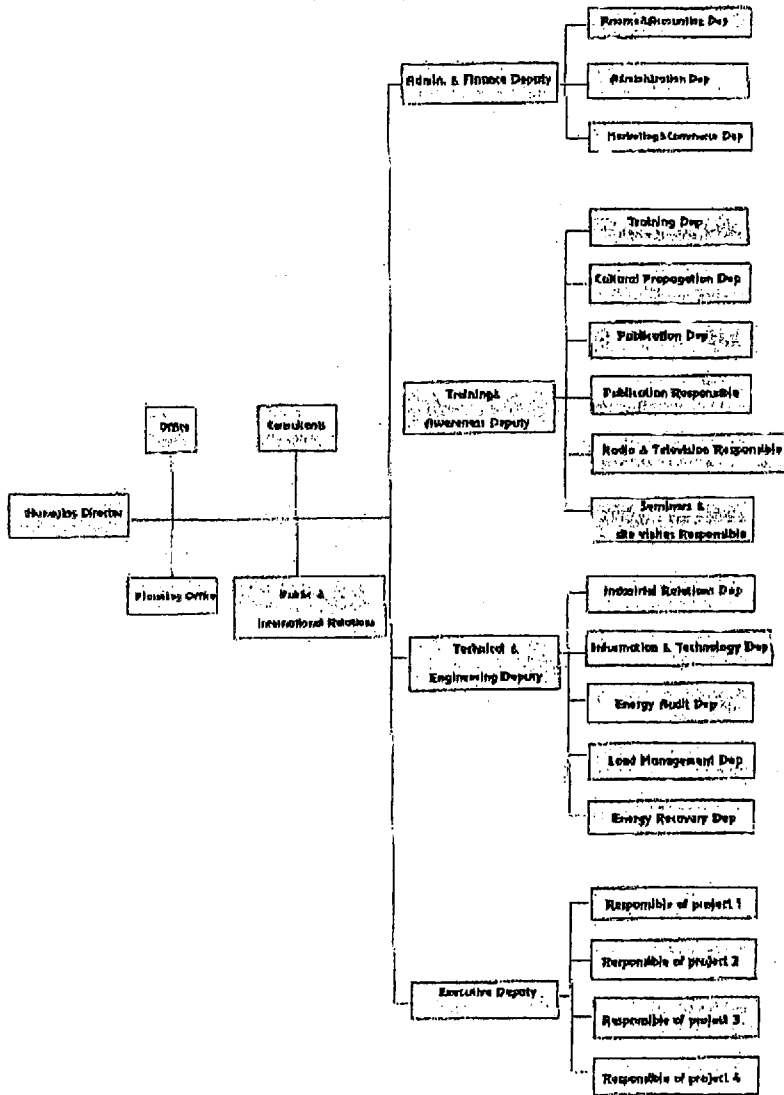 Dep
Admin. & Finance Deputy
Administration Dep
Marketing&Commerce Dep
Training Dep
Cultural Propagation Dep
Publication Dep
Training&
Awareness Deputy
Publication Responsible
Radio & Television Responsible
Seminars &
site visites Responsible
Office
Consultants
Director
Planning Office
Public &
International Relations
Industrial Relations Dep
Technical &
Engineering Deputy
Information & Technology Dep
Energy Audit Dep
Load Management Dep
Energy Recovery Dep
Responsible of project 1
Responsible of project 2
Executive Deputy
Responsible of project 3
Responsible of project 4